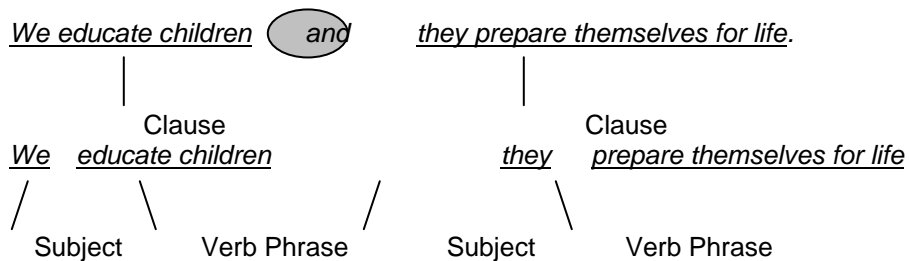 We educate children and they prepare themselves for life.
Clause Clause
We educate children they prepare themselves for life
Subject Verb Phrase Subject Verb Phrase